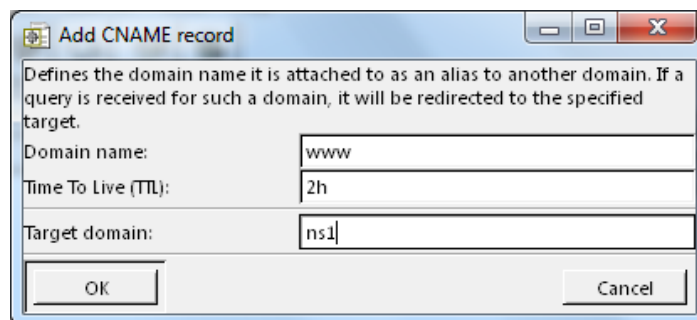 Add CNAME record
Defines the domain name it is attached to as an alias to another domain. If a
query is received for such a domain, it will be redirected to the specified
target.
Domain name: www
Time To Live (TTL): 2h
Target domain: ns1
OK Cancel